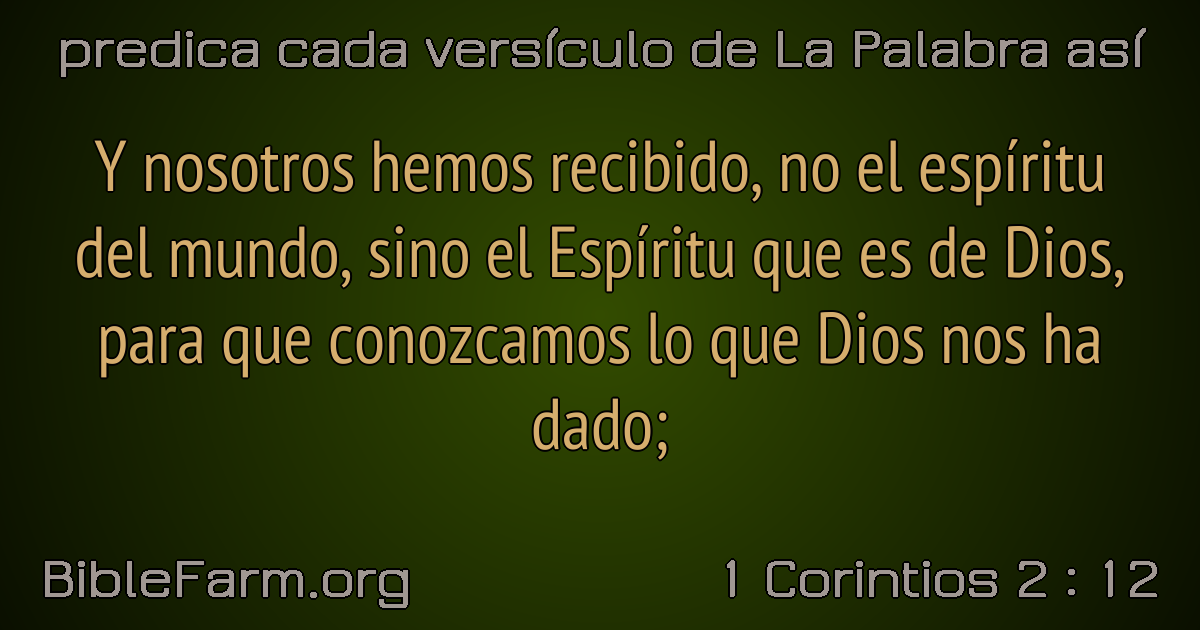 predica cada versículo de La Palabra así
Y nosotros hemos recibido, no el espíritu
del mundo, sino el Espíritu que es de Dios,
para que conozcamos lo que Dios nos ha
dado;
BibleFarm.org
1 Corintios 2 : 12